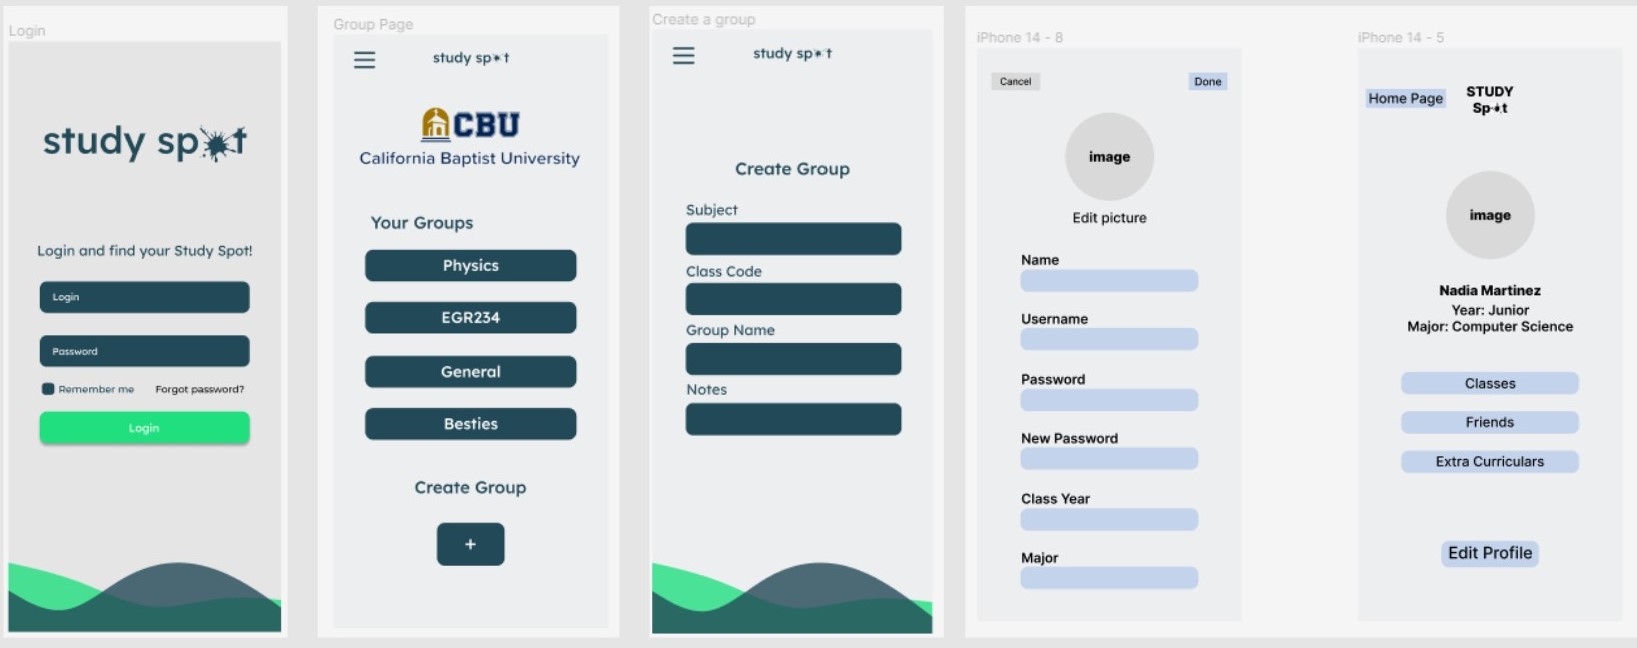 Login
study spot
Login and find your Study Spot!
Login
Password
Remember me
Forgot password?
Login
Group Page
study spot
CBU
California Baptist University
Your Groups
Physics
EGR234
General
Besties
Create Group
+
Create a group
study spot
Create Group
Subject
Class Code
Group Name
Notes
iPhone 14 - 8
Cancel
Done
image
Edit picture
Name
Username
Password
New Password
Class Year
Major
iPhone 14 - 5
Home Page
STUDY
Spot
image
Nadia Martinez
Year: Junior
Major: Computer Science
Classes
Friends
Extra Curriculars
Edit Profile